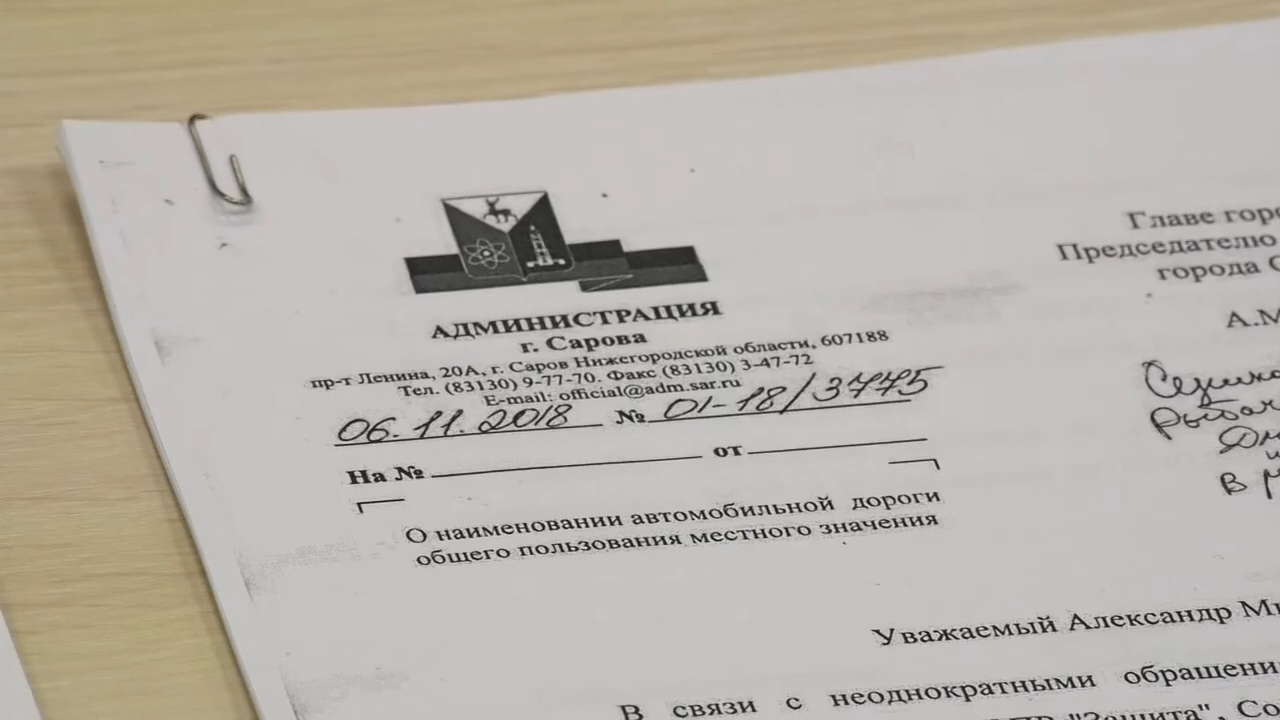 АДМИНИСТРАЦИЯ
г. Сарова
пр-т Ленина, 20А, г. Саров Нижегородской области, 607188
Тел. (83130) 9-77-70. Факс (83130) 3-47-72
E-mail: official@adm.sar.ru
06.11.2018 № 01-18/3775
На № от
О наименовании автомобильной дороги
общего пользования местного значения
Главе
Председателю
города
А.М
Уважаемый Александр
В связи с неоднократными
"Защита",